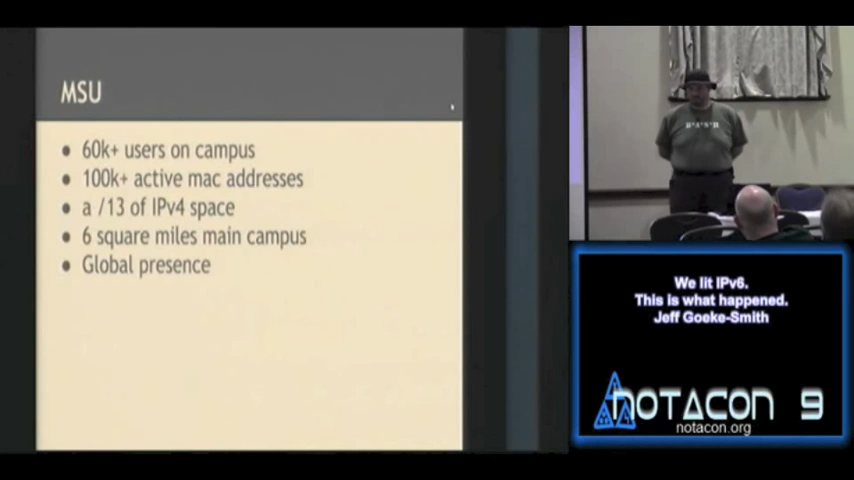 MSU
60k+ users on campus
100k+ active mac addresses
a /13 of IPv4 space
6 square miles main campus
Global presence
We lit IPv6.
This is what happened.
Jeff Goeke-Smith
NOTACON 9
notacon.org